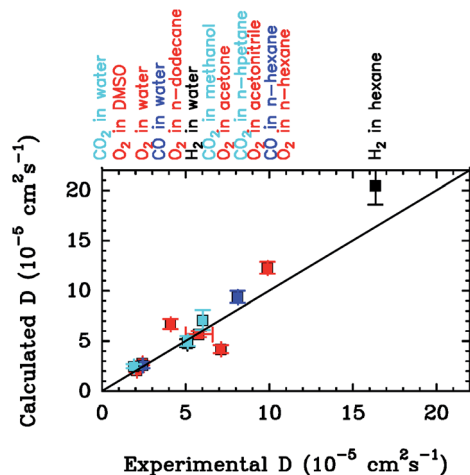 CO2 in water
O2 in DMSO
O2 in water
CO in water
O2 in n-dodecane
H2 in water
CO2 in methanol
O2 in acetone
CO2 in n-hpetane
O2 in acetonitrile
CO in n-hexane
O2 in n-hexane
H2 in hexane
20
15
10
5
0
Calculated D (10^-5 cm^2s^-1)
0 5 10 15 20
Experimental D (10^-5 cm^2s^-1)